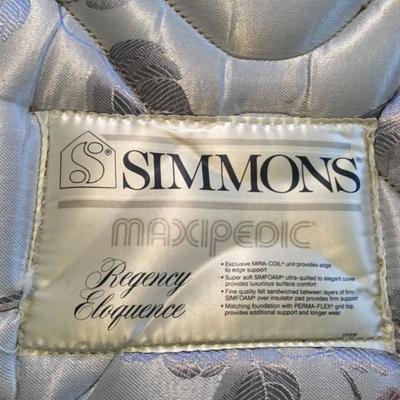 SIMMONS®
MAXIPEDIC
Regency
Eloquence
• Exclusive MIRA-COIL® unit provides edge
to edge support
• Super soft SIMFOAM® ultra-quilted to elegant cover
provides luxurious surface comfort
• Fine quality felt sandwiched between layers of firm
SIMFOAM® over insulator pad provides firm support
• Matching foundation with PERMA-FLEX® grid top
provides additional support and longer wear